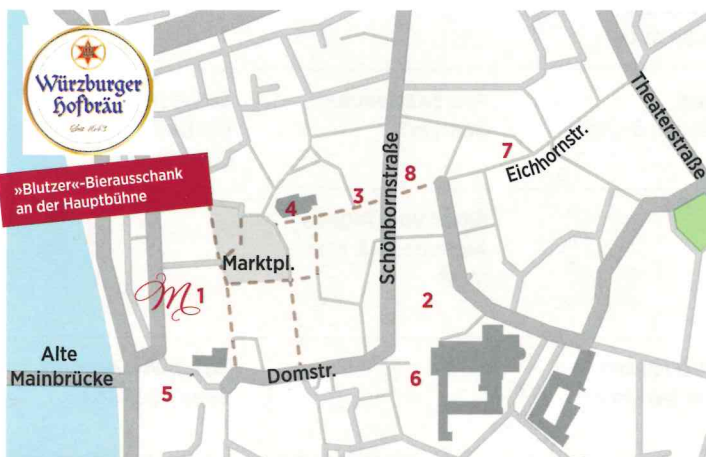 Würzburger
Hofbräu
Seit 1643
»Blutzer«-Bierausschank
an der Hauptbühne
Theaterstraße
7
Eichhornstr.
8
3
4
Schönbornstraße
Marktpl.
M 1
2
Alte
Mainbrücke
Domstr.
5
6